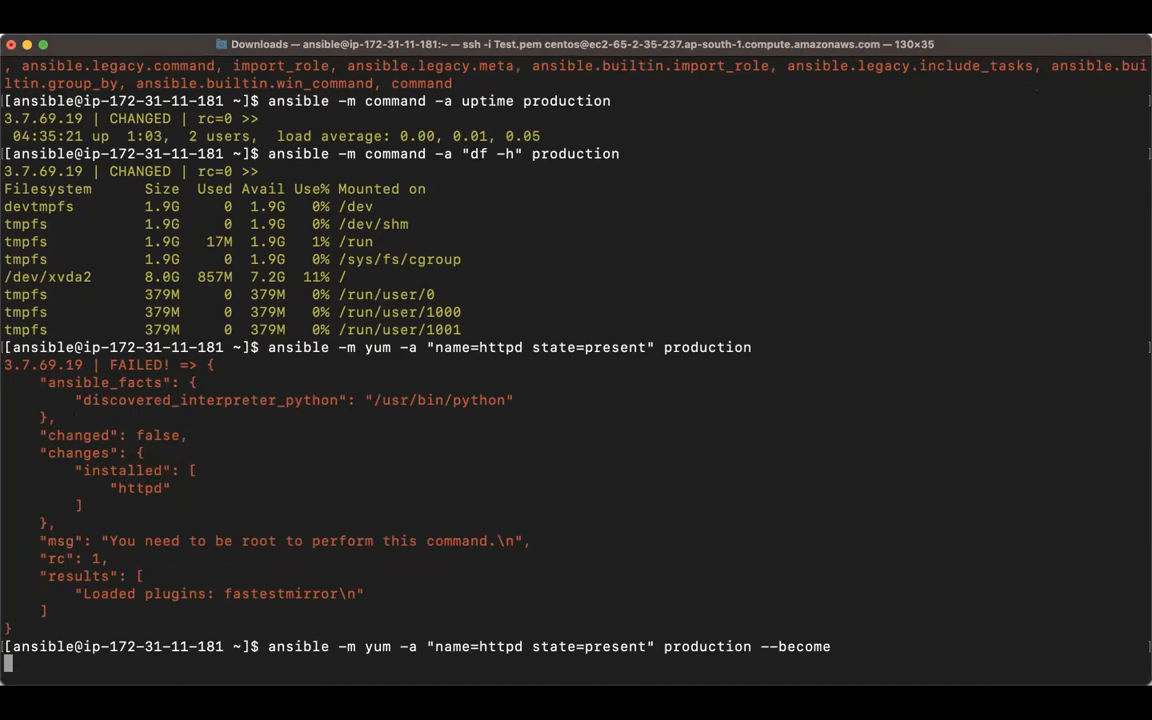 Downloads — ansible@ip-172-31-11-181:~ — ssh -i Test.pem centos@ec2-65-2-35-237.ap-south-1.compute.amazonaws.com — 130×35
, ansible.legacy.command, import_role, ansible.legacy.meta, ansible.builtin.import_role, ansible.legacy.include_tasks, ansible.bui
ltin.group_by, ansible.builtin.win_command, command
[ansible@ip-172-31-11-181 ~]$ ansible -m command -a uptime production
3.7.69.19 | CHANGED | rc=0 >>
 04:35:21 up  1:03,  2 users,  load average: 0.00, 0.01, 0.05
[ansible@ip-172-31-11-181 ~]$ ansible -m command -a "df -h" production
3.7.69.19 | CHANGED | rc=0 >>
Filesystem      Size  Used Avail Use% Mounted on
devtmpfs        1.9G     0  1.9G   0% /dev
tmpfs           1.9G     0  1.9G   0% /dev/shm
tmpfs           1.9G   17M  1.9G   1% /run
tmpfs           1.9G     0  1.9G   0% /sys/fs/cgroup
/dev/xvda2      8.0G  857M  7.2G  11% /
tmpfs           379M     0  379M   0% /run/user/0
tmpfs           379M     0  379M   0% /run/user/1000
tmpfs           379M     0  379M   0% /run/user/1001
[ansible@ip-172-31-11-181 ~]$ ansible -m yum -a "name=httpd state=present" production
3.7.69.19 | FAILED! => {
    "ansible_facts": {
        "discovered_interpreter_python": "/usr/bin/python"
    },
    "changed": false,
    "changes": {
        "installed": [
            "httpd"
        ]
    },
    "msg": "You need to be root to perform this command.\n",
    "rc": 1,
    "results": [
        "Loaded plugins: fastestmirror\n"
    ]
}
[ansible@ip-172-31-11-181 ~]$ ansible -m yum -a "name=httpd state=present" production --become